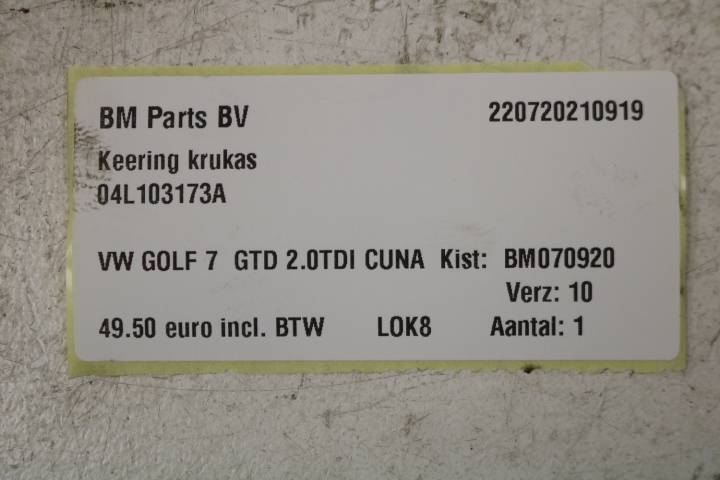 BM Parts BV 220720210919
Keering krukas
04L103173A
VW GOLF 7 GTD 2.0TDI CUNA Kist: BM070920
Verz: 10
49.50 euro incl. BTW LOK8 Aantal: 1